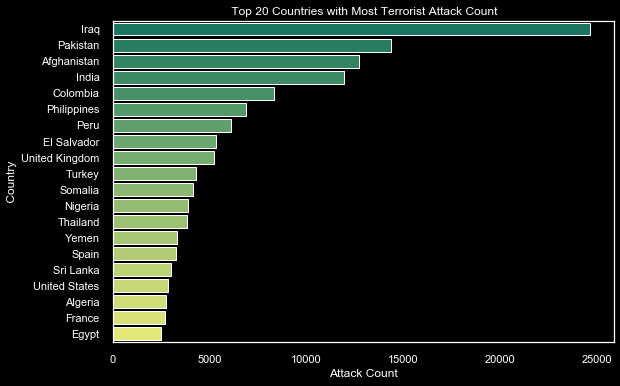 Top 20 Countries with Most Terrorist Attack Count
Country
Iraq
Pakistan
Afghanistan
India
Colombia
Philippines
Peru
El Salvador
United Kingdom
Turkey
Somalia
Nigeria
Thailand
Yemen
Spain
Sri Lanka
United States
Algeria
France
Egypt
0 5000 10000 15000 20000 25000
Attack Count